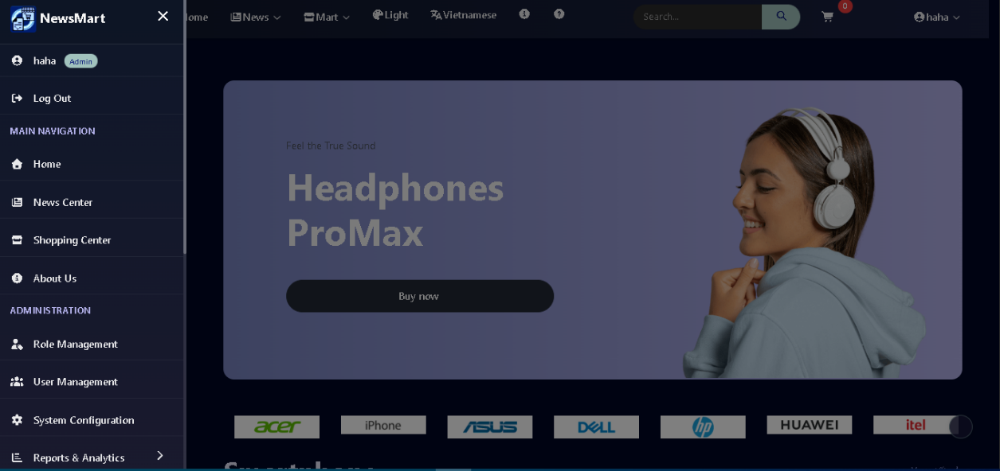 NewsMart
Home News Mart Light Vietnamese Search... 0 haha
haha Admin
Log Out
MAIN NAVIGATION
Home
News Center
Shopping Center
About Us
ADMINISTRATION
Role Management
User Management
System Configuration
Reports & Analytics
Feel the True Sound
Headphones
ProMax
Buy now
acer iPhone ASUS DELL hp HUAWEI itel